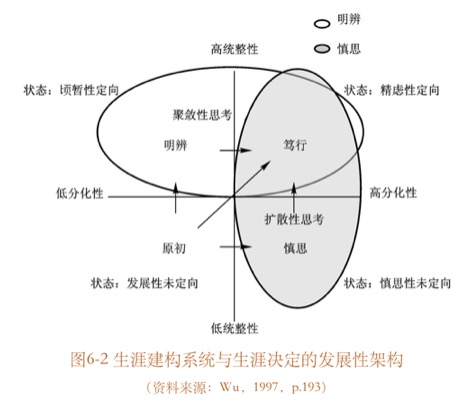 明辨
慎思
高统整性
状态：顷暂性定向
状态：精虑性定向
聚敛性思考
明辨
笃行
低分化性
高分化性
扩散性思考
原初
慎思
状态：发展性未定向
状态：慎思性未定向
低统整性
图6-2 生涯建构系统与生涯决定的发展性架构
（资料来源：Wu，1997，p.193）